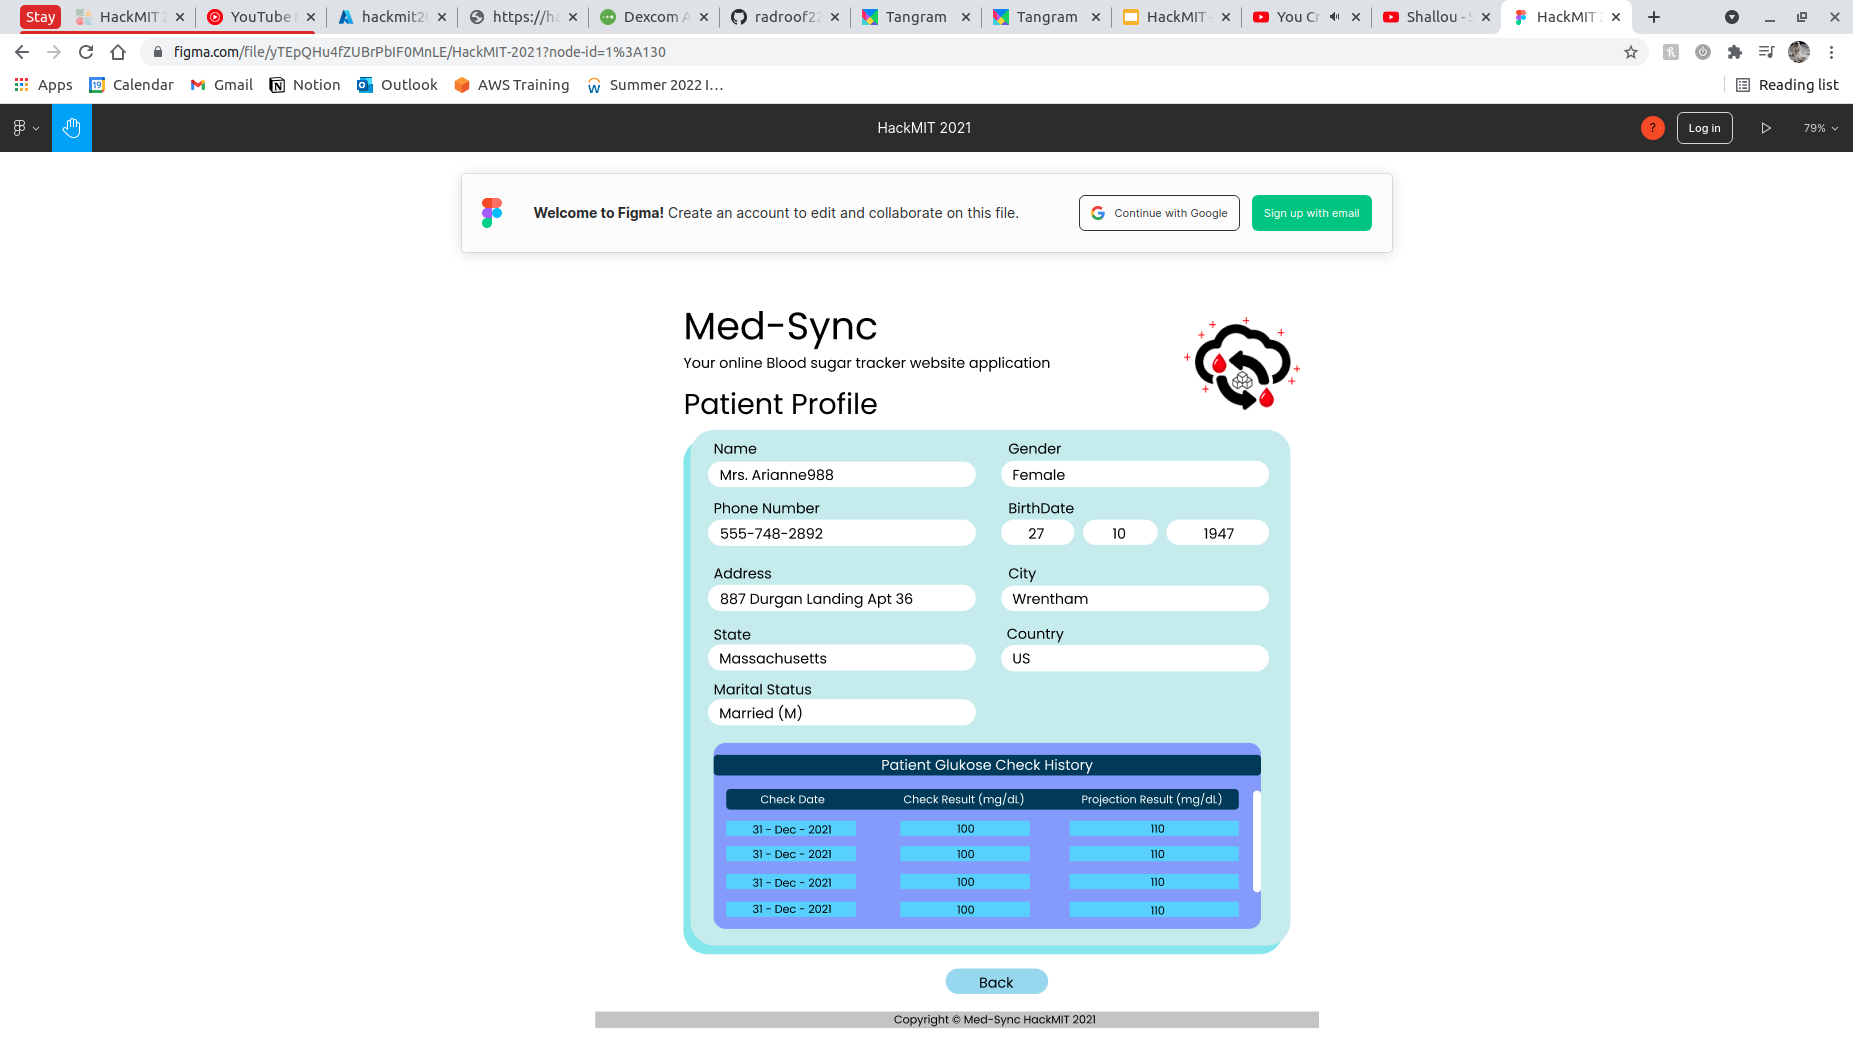 Stay HackMIT 2 YouTube M hackmit20 https://ha Dexcom A radroof22 Tangram Tangram HackMIT - You Cr Shallou - S HackMIT 2
figma.com/file/yTEpQHu4fZUBrPbIF0MnLE/HackMIT-2021?node-id=1%3A130
Apps Calendar Gmail Notion Outlook AWS Training Summer 2022 I... Reading list
HackMIT 2021 ? Log in 79%
Welcome to Figma! Create an account to edit and collaborate on this file. Continue with Google Sign up with email
Med-Sync
Your online Blood sugar tracker website application
Patient Profile
Name Gender
Mrs. Arianne988 Female
Phone Number BirthDate
555-748-2892 27 10 1947
Address City
887 Durgan Landing Apt 36 Wrentham
State Country
Massachusetts US
Marital Status
Married (M)
Patient Glukose Check History
Check Date Check Result (mg/dL) Projection Result (mg/dL)
31 - Dec - 2021 100 110
31 - Dec - 2021 100 110
31 - Dec - 2021 100 110
31 - Dec - 2021 100 110
Back
Copyright © Med-Sync HackMIT 2021